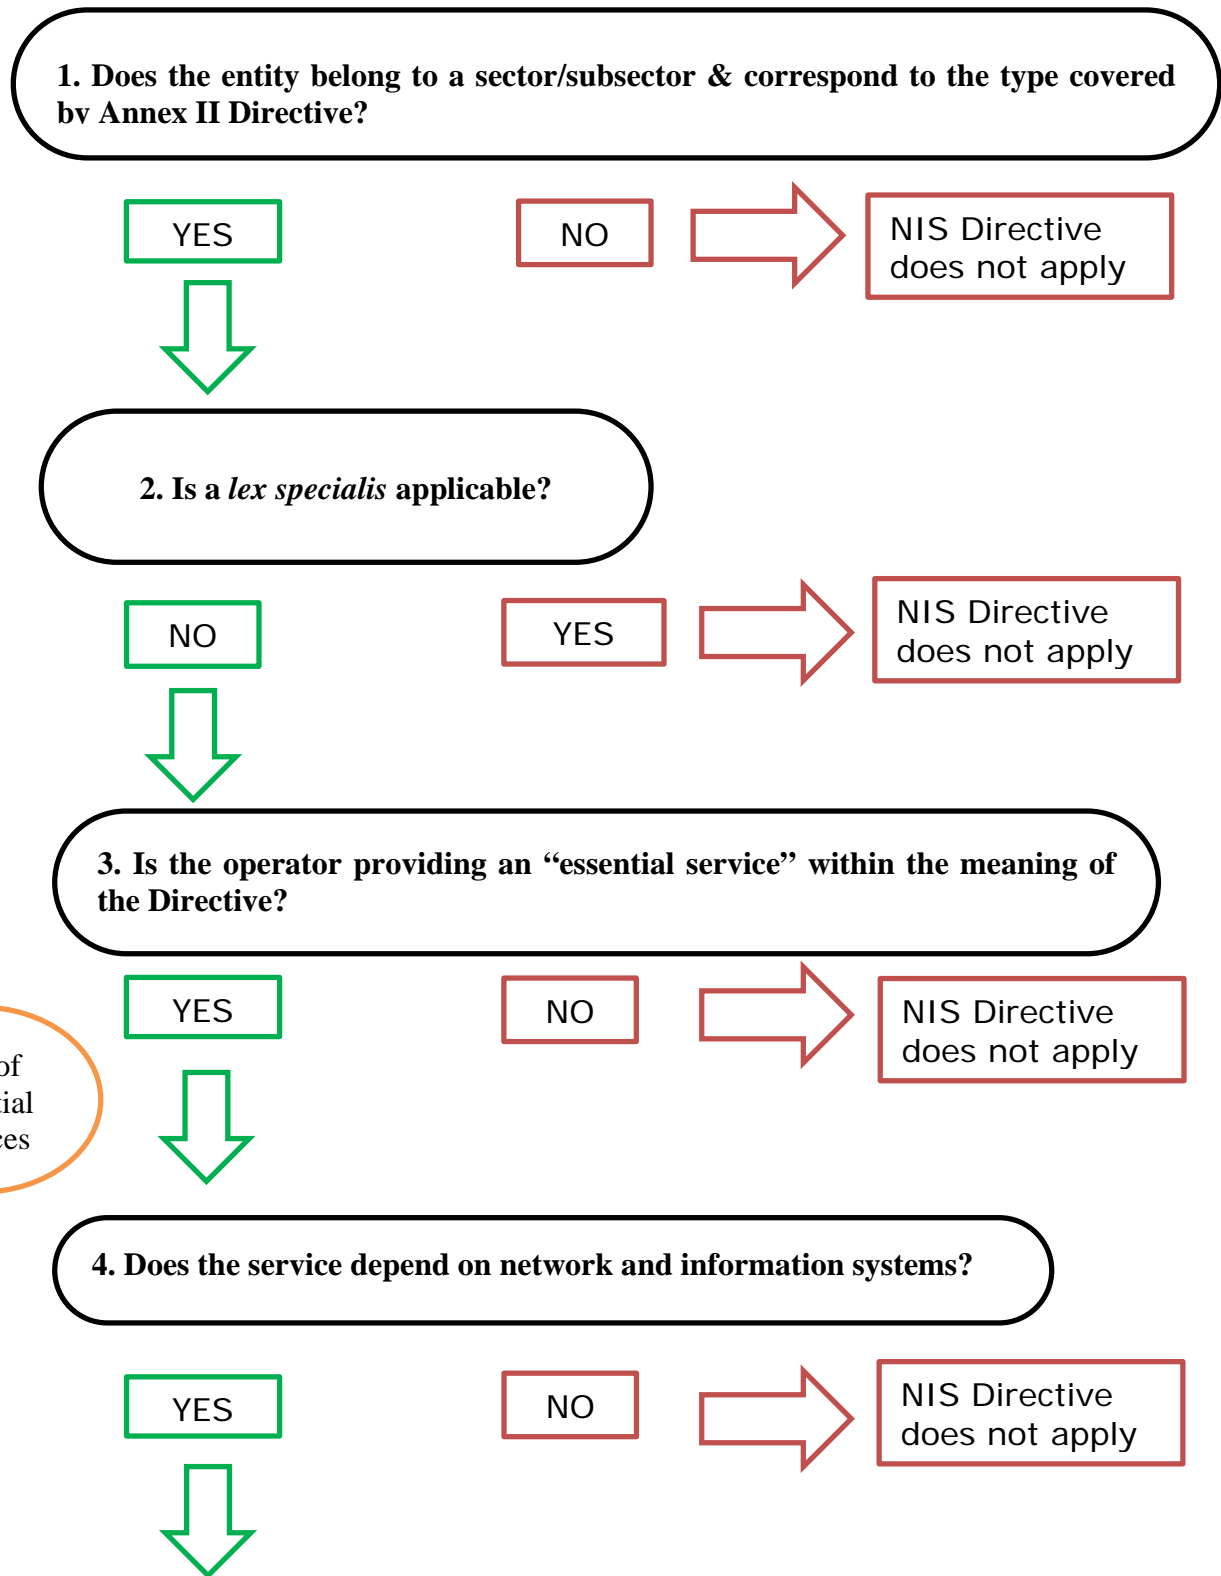 1. Does the entity belong to a sector/subsector & correspond to the type covered
by Annex II Directive?
YES
NO
NIS Directive
does not apply
2. Is a lex specialis applicable?
NO
YES
NIS Directive
does not apply
3. Is the operator providing an “essential service” within the meaning of
the Directive?
YES
NO
NIS Directive
does not apply
of
tial
ces
4. Does the service depend on network and information systems?
YES
NO
NIS Directive
does not apply